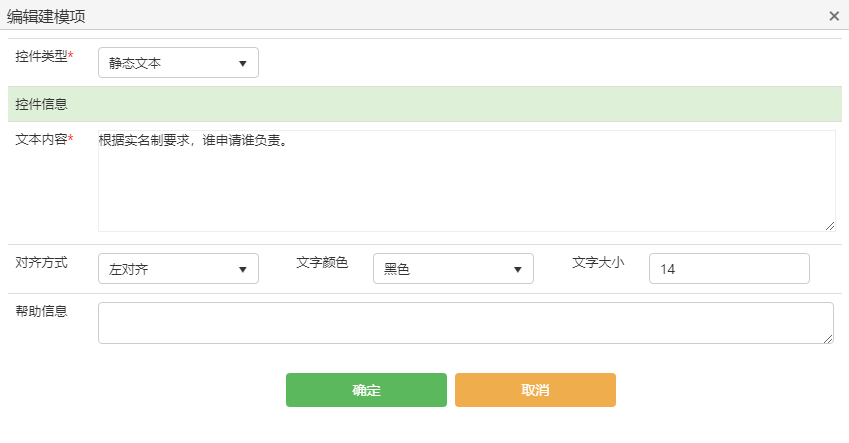 编辑建模项 ×
控件类型* 静态文本
控件信息
文本内容* 根据实名制要求，谁申请谁负责。
对齐方式 左对齐 文字颜色 黑色 文字大小 14
帮助信息
确定 取消